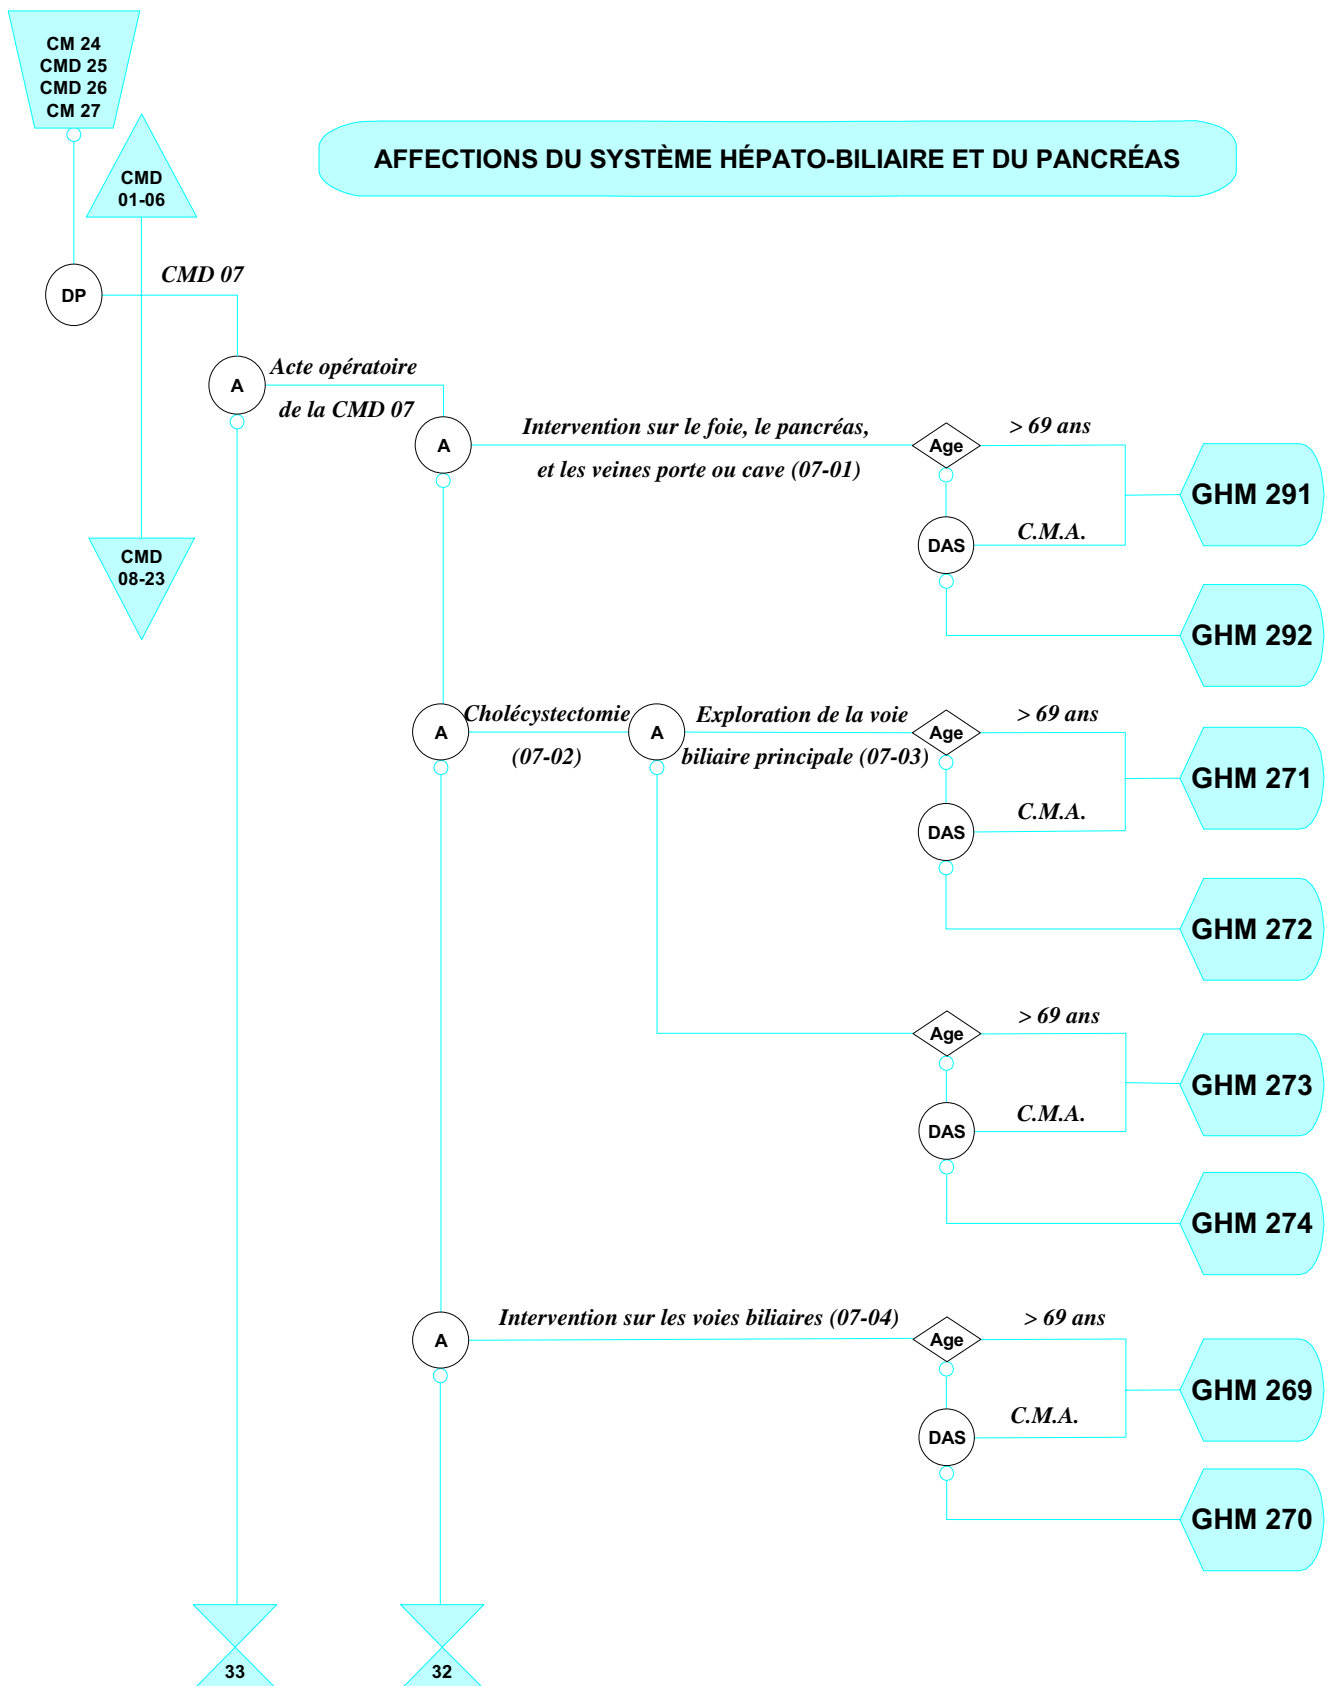 CM 24
CMD 25
CMD 26
CM 27
CMD
01-06
AFFECTIONS DU SYSTÈME HÉPATO-BILIAIRE ET DU PANCRÉAS
DP
CMD 07
A
Acte opératoire
de la CMD 07
A
Intervention sur le foie, le pancréas,
et les veines porte ou cave (07-01)
Age
> 69 ans
GHM 291
DAS
C.M.A.
CMD
08-23
GHM 292
A
Cholécystectomie
(07-02)
A
Exploration de la voie
biliaire principale (07-03)
Age
> 69 ans
GHM 271
DAS
C.M.A.
GHM 272
Age
> 69 ans
GHM 273
DAS
C.M.A.
GHM 274
A
Intervention sur les voies biliaires (07-04)
Age
> 69 ans
GHM 269
DAS
C.M.A.
GHM 270
33
32